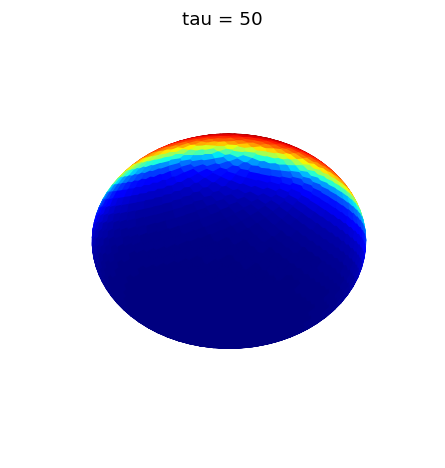 tau = 50